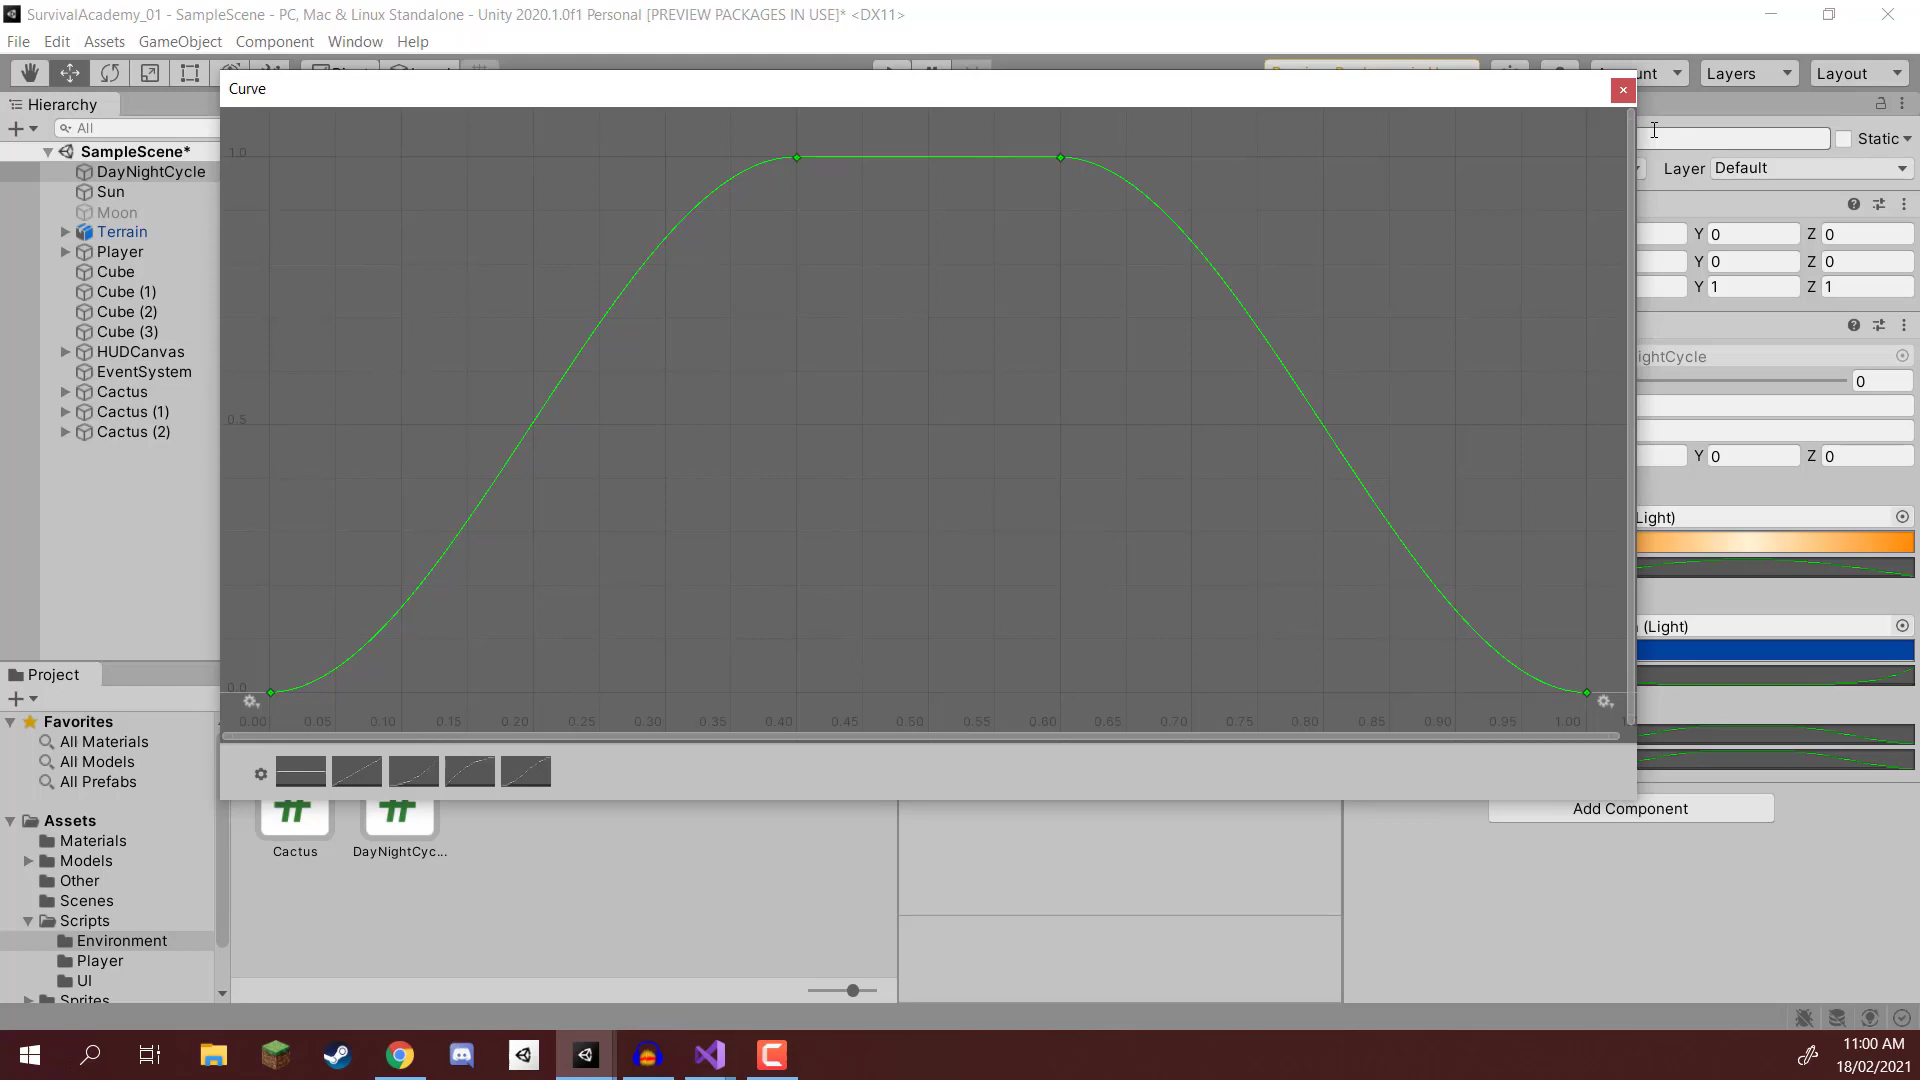 SurvivalAcademy_01 - SampleScene - PC, Mac & Linux Standalone - Unity 2020.1.0f1 Personal [PREVIEW PACKAGES IN USE]* <DX11>
File Edit Assets GameObject Component Window Help
Layers Layout
Curve
Hierarchy
All
Static
SampleScene*
Layer Default
DayNightCycle
Sun
Moon
Terrain
Player
Cube
Cube (1)
Cube (2)
Cube (3)
HUDCanvas
EventSystem
Cactus
Cactus (1)
Cactus (2)
1.0
0.5
0.0
0.00 0.05 0.10 0.15 0.20 0.25 0.30 0.35 0.40 0.45 0.50 0.55 0.60 0.65 0.70 0.75 0.80 0.85 0.90 0.95 1.00
Y 0 Z 0
Y 0 Z 0
Y 1 Z 1
ightCycle
0
Y 0 Z 0
Light)
(Light)
Add Component
Project
Favorites
All Materials
All Models
All Prefabs
Assets
Materials
Models
Other
Scenes
Scripts
Environment
Player
UI
Sprites
Cactus
DayNightCyc...
11:00 AM
18/02/2021